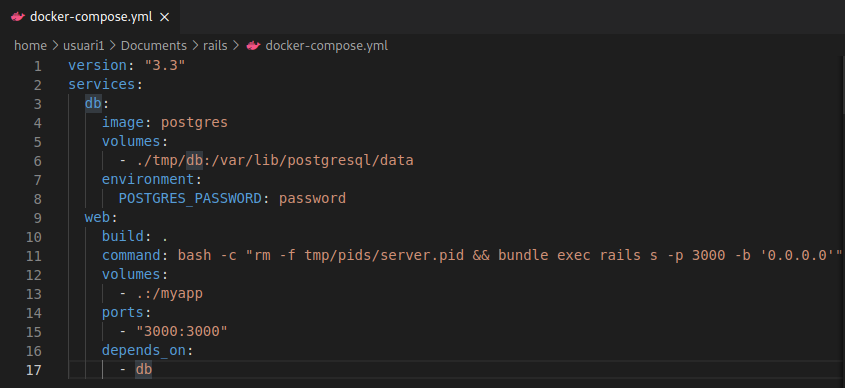 docker-compose.yml ×
home > usuari1 > Documents > rails > docker-compose.yml
1 version: "3.3"
2 services:
3   db:
4     image: postgres
5     volumes:
6       - ./tmp/db:/var/lib/postgresql/data
7     environment:
8       POSTGRES_PASSWORD: password
9   web:
10     build: .
11     command: bash -c "rm -f tmp/pids/server.pid && bundle exec rails s -p 3000 -b '0.0.0.0'"
12     volumes:
13       - .:/myapp
14     ports:
15       - "3000:3000"
16     depends_on:
17       - db